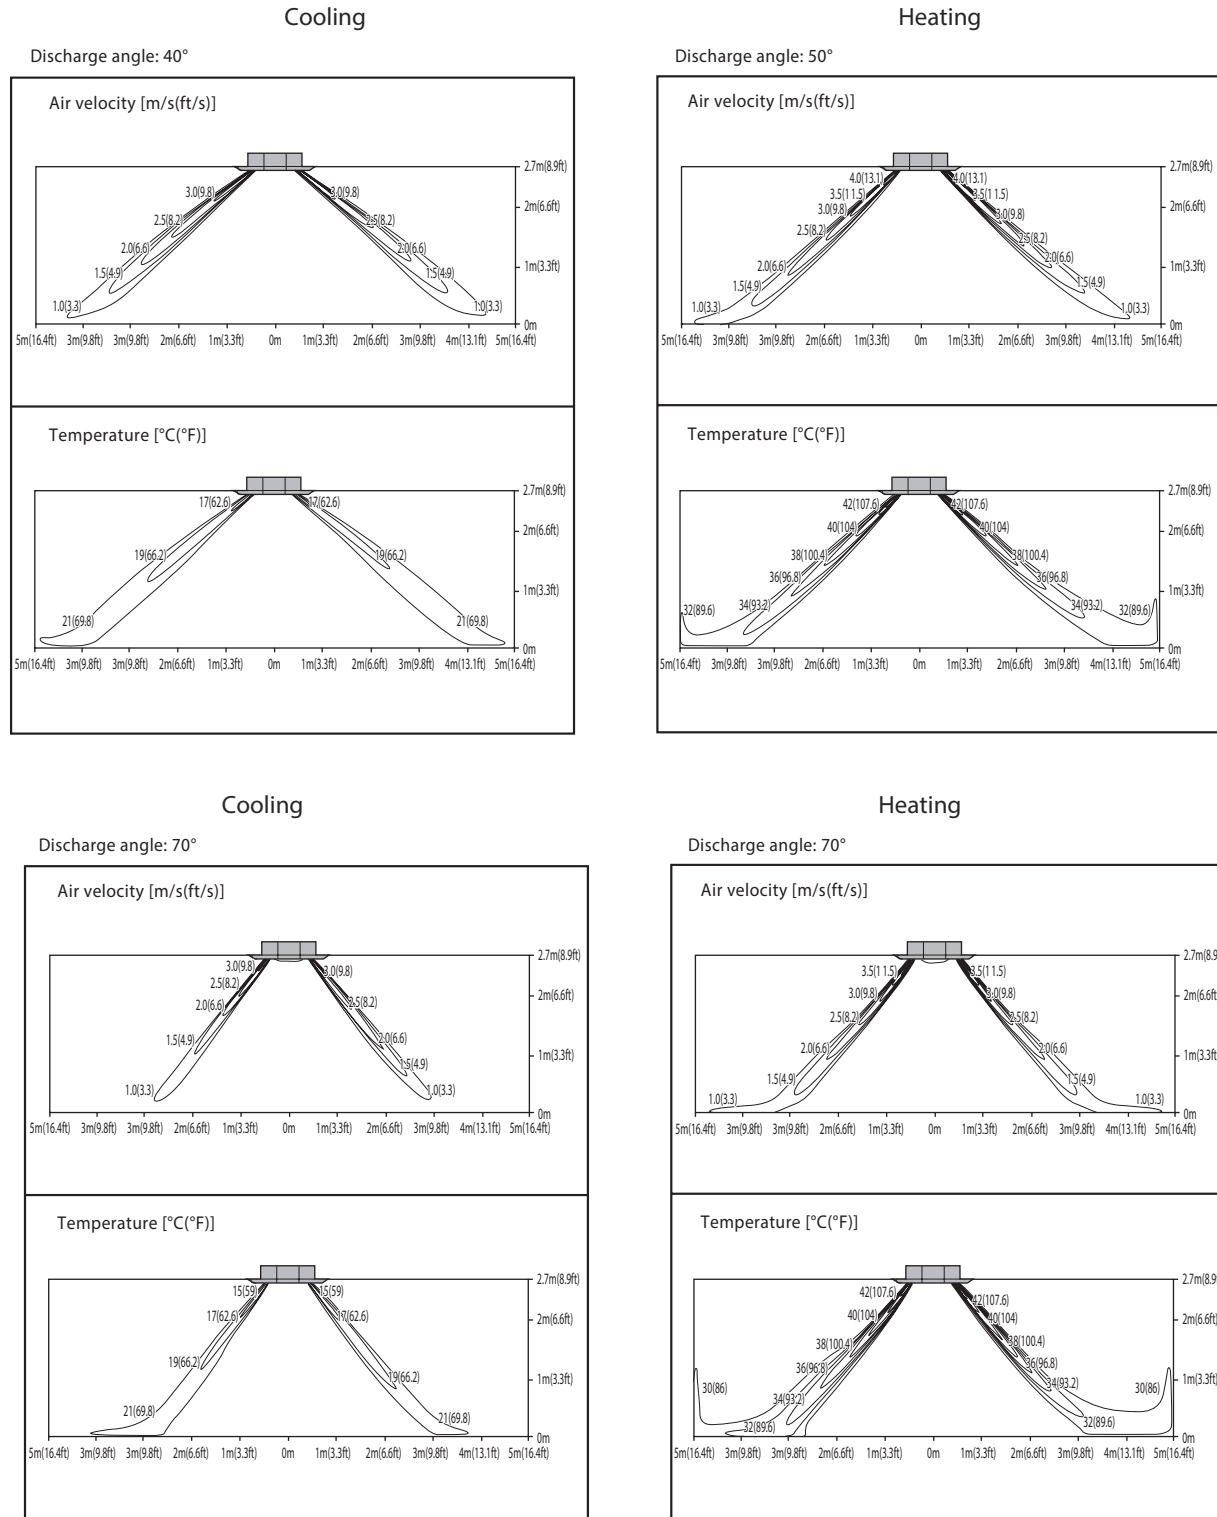 Cooling
Discharge angle: 40°
Air velocity [m/s(ft/s)]
3.0(9.8) 3.0(9.8)
2.5(8.2) 2.5(8.2)
2.0(6.6) 2.0(6.6)
1.5(4.9) 1.5(4.9)
1.0(3.3) 1.0(3.3)
2.7m(8.9ft)
2m(6.6ft)
1m(3.3ft)
0m
5m(16.4ft) 3m(9.8ft) 3m(9.8ft) 2m(6.6ft) 1m(3.3ft) 0m 1m(3.3ft) 2m(6.6ft) 3m(9.8ft) 4m(13.1ft) 5m(16.4ft)
Temperature [°C(°F)]
17(62.6) 17(62.6)
19(66.2) 19(66.2)
21(69.8) 21(69.8)
2.7m(8.9ft)
2m(6.6ft)
1m(3.3ft)
0m
5m(16.4ft) 3m(9.8ft) 3m(9.8ft) 2m(6.6ft) 1m(3.3ft) 0m 1m(3.3ft) 2m(6.6ft) 3m(9.8ft) 4m(13.1ft) 5m(16.4ft)
Heating
Discharge angle: 50°
Air velocity [m/s(ft/s)]
4.0(13.1) 4.0(13.1)
3.5(11.5) 3.5(11.5)
3.0(9.8) 3.0(9.8)
2.5(8.2) 2.5(8.2)
2.0(6.6) 2.0(6.6)
1.5(4.9) 1.5(4.9)
1.0(3.3) 1.0(3.3)
2.7m(8.9ft)
2m(6.6ft)
1m(3.3ft)
0m
5m(16.4ft) 3m(9.8ft) 3m(9.8ft) 2m(6.6ft) 1m(3.3ft) 0m 1m(3.3ft) 2m(6.6ft) 3m(9.8ft) 4m(13.1ft) 5m(16.4ft)
Temperature [°C(°F)]
42(107.6) 42(107.6)
40(104) 40(104)
38(100.4) 38(100.4)
36(96.8) 36(96.8)
34(93.2) 34(93.2)
32(89.6) 32(89.6)
2.7m(8.9ft)
2m(6.6ft)
1m(3.3ft)
0m
5m(16.4ft) 3m(9.8ft) 3m(9.8ft) 2m(6.6ft) 1m(3.3ft) 0m 1m(3.3ft) 2m(6.6ft) 3m(9.8ft) 4m(13.1ft) 5m(16.4ft)
Cooling
Discharge angle: 70°
Air velocity [m/s(ft/s)]
3.0(9.8) 3.0(9.8)
2.5(8.2) 2.5(8.2)
2.0(6.6) 2.0(6.6)
1.5(4.9) 1.5(4.9)
1.0(3.3) 1.0(3.3)
2.7m(8.9ft)
2m(6.6ft)
1m(3.3ft)
0m
5m(16.4ft) 3m(9.8ft) 3m(9.8ft) 2m(6.6ft) 1m(3.3ft) 0m 1m(3.3ft) 2m(6.6ft) 3m(9.8ft) 4m(13.1ft) 5m(16.4ft)
Temperature [°C(°F)]
15(59) 15(59)
17(62.6) 17(62.6)
19(66.2) 19(66.2)
21(69.8) 21(69.8)
2.7m(8.9ft)
2m(6.6ft)
1m(3.3ft)
0m
5m(16.4ft) 3m(9.8ft) 3m(9.8ft) 2m(6.6ft) 1m(3.3ft) 0m 1m(3.3ft) 2m(6.6ft) 3m(9.8ft) 4m(13.1ft) 5m(16.4ft)
Heating
Discharge angle: 70°
Air velocity [m/s(ft/s)]
3.5(11.5) 3.5(11.5)
3.0(9.8) 3.0(9.8)
2.5(8.2) 2.5(8.2)
2.0(6.6) 2.0(6.6)
1.5(4.9) 1.5(4.9)
1.0(3.3) 1.0(3.3)
2.7m(8.9
2m(6.6ft)
1m(3.3ft)
0m
5m(16.4ft) 3m(9.8ft) 3m(9.8ft) 2m(6.6ft) 1m(3.3ft) 0m 1m(3.3ft) 2m(6.6ft) 3m(9.8ft) 4m(13.1ft) 5m(16.4ft)
Temperature [°C(°F)]
42(107.6) 42(107.6)
40(104) 40(104)
38(100.4) 38(100.4)
36(96.8) 36(96.8)
34(93.2) 34(93.2)
32(89.6) 32(89.6)
30(86) 30(86)
2.7m(8.9
2m(6.6ft)
1m(3.3ft)
0m
5m(16.4ft) 3m(9.8ft) 3m(9.8ft) 2m(6.6ft) 1m(3.3ft) 0m 1m(3.3ft) 2m(6.6ft) 3m(9.8ft) 4m(13.1ft) 5m(16.4ft)